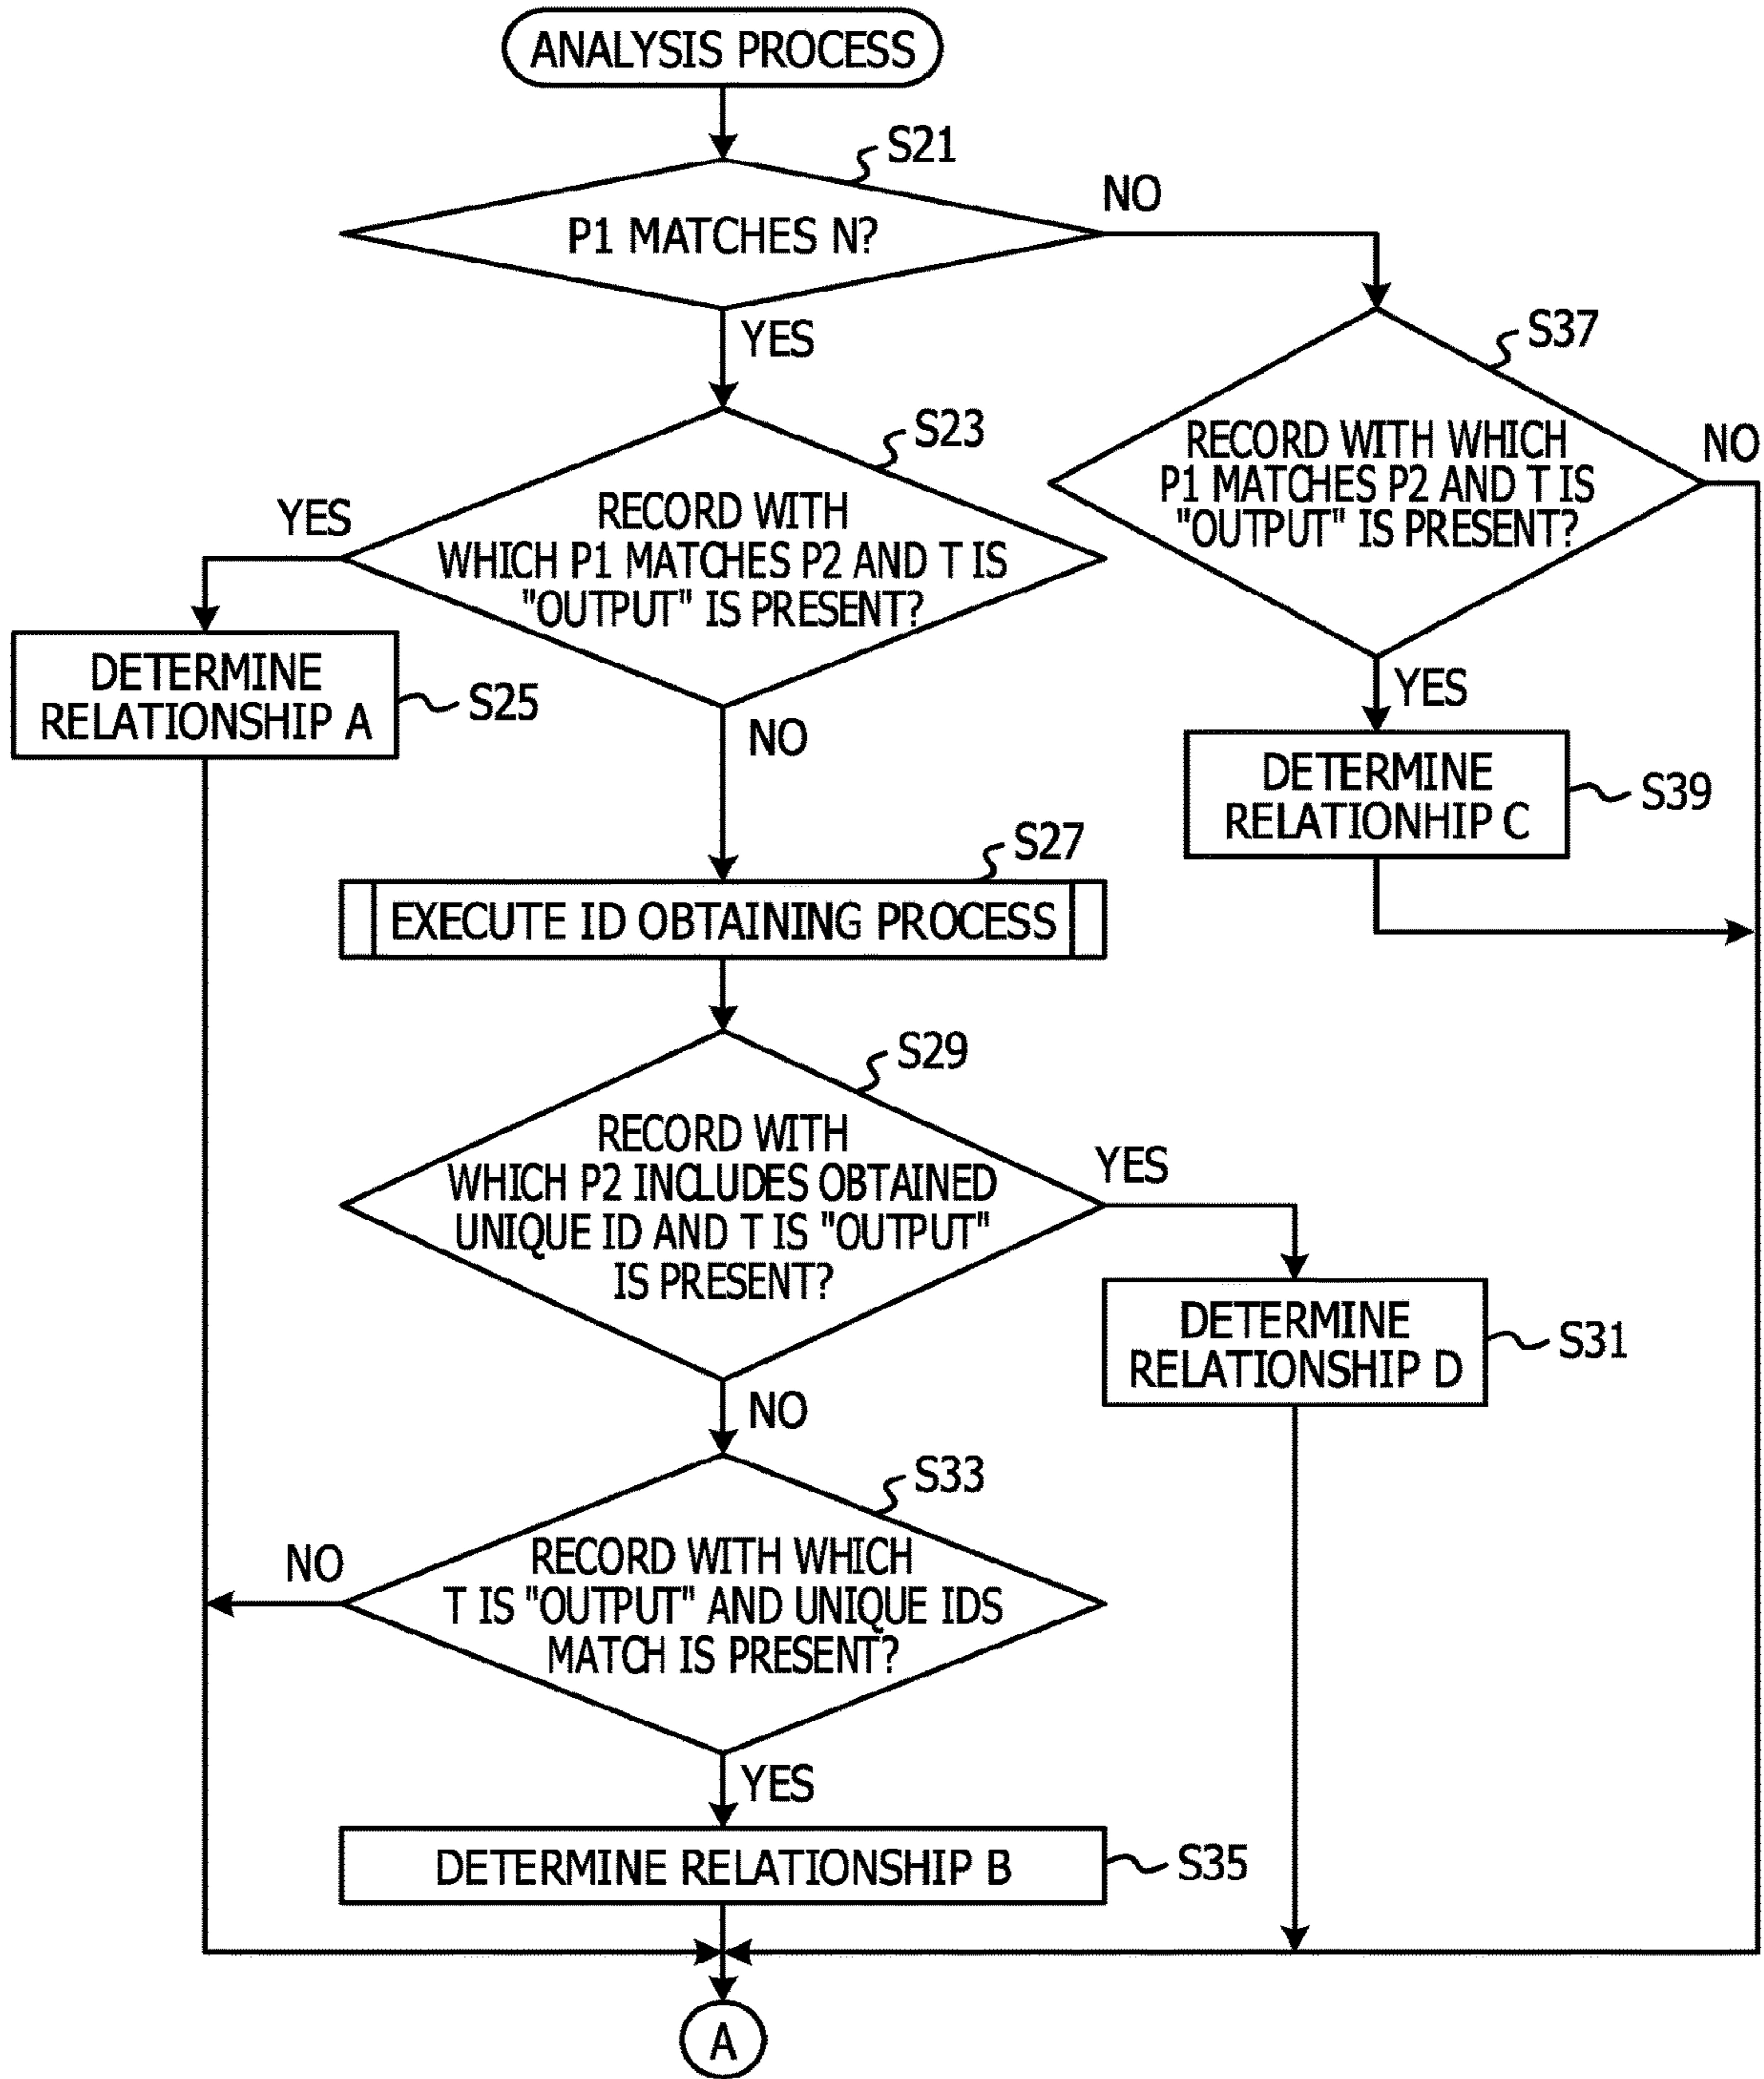 ANALYSIS PROCESS
S21
P1 MATCHES N?
NO
YES
S37
RECORD WITH WHICH
P1 MATCHES P2 AND T IS
"OUTPUT" IS PRESENT?
NO
YES
S23
RECORD WITH
WHICH P1 MATCHES P2 AND T IS
"OUTPUT" IS PRESENT?
YES
NO
DETERMINE
RELATIONSHIP A
S25
DETERMINE
RELATIONHIP C
S39
S27
EXECUTE ID OBTAINING PROCESS
S29
RECORD WITH
WHICH P2 INCLUDES OBTAINED
UNIQUE ID AND T IS "OUTPUT"
IS PRESENT?
YES
NO
DETERMINE
RELATIONSHIP D
S31
S33
RECORD WITH WHICH
T IS "OUTPUT" AND UNIQUE IDS
MATCH IS PRESENT?
NO
YES
DETERMINE RELATIONSHIP B
S35
A